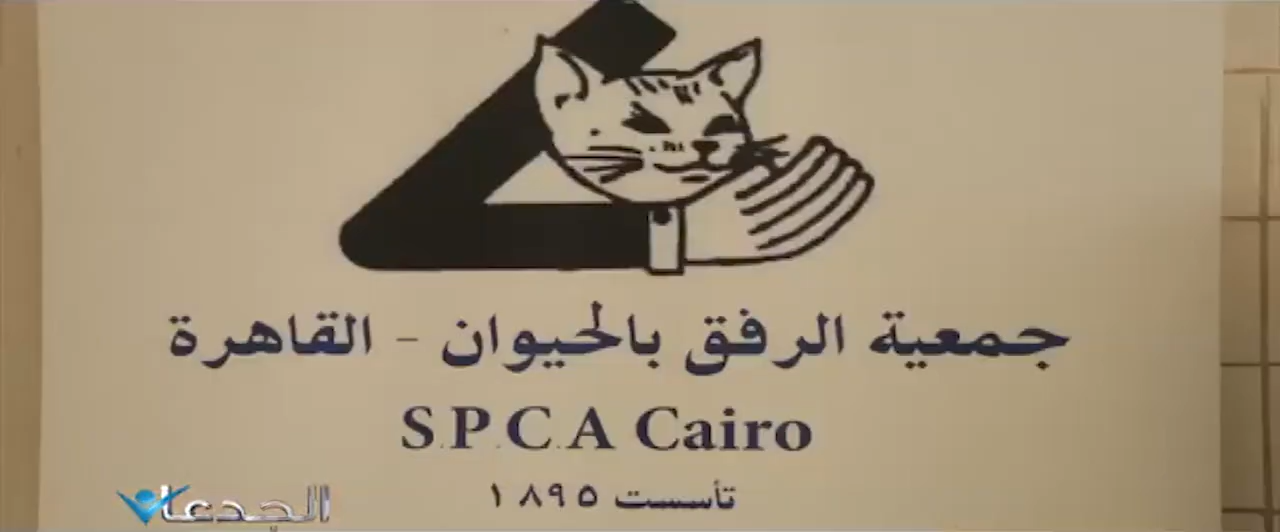 جمعية الرفق بالحيوان - القاهرة
S.P.C.A Cairo
تأسست ١٨٩٥
الجدعان